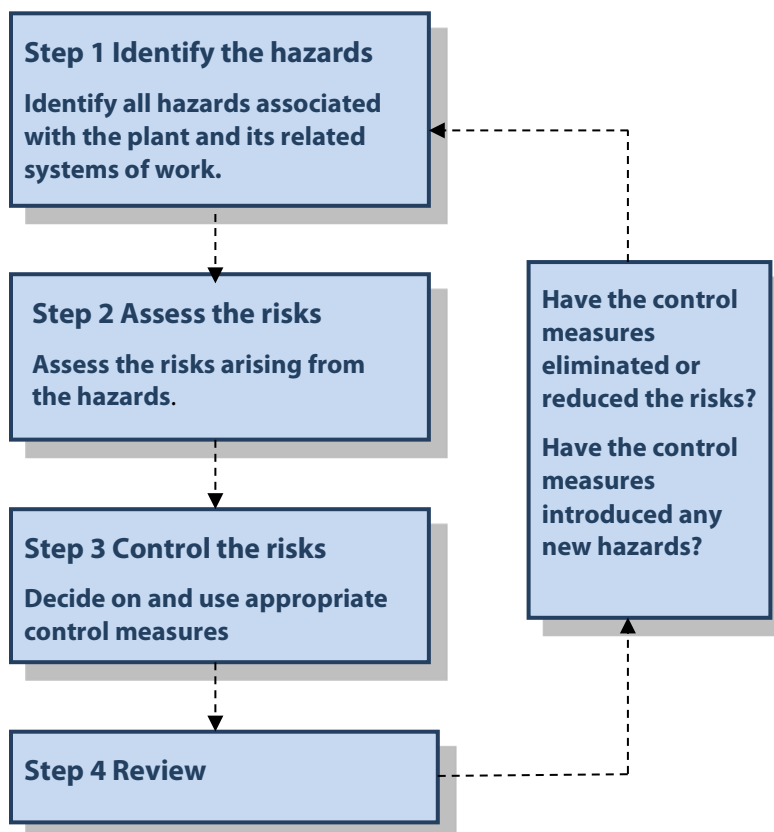 Step 1 Identify the hazards
Identify all hazards associated
with the plant and its related
systems of work.
Step 2 Assess the risks
Assess the risks arising from
the hazards.
Step 3 Control the risks
Decide on and use appropriate
control measures
Step 4 Review
Have the control
measures
eliminated or
reduced the risks?
Have the control
measures
introduced any
new hazards?